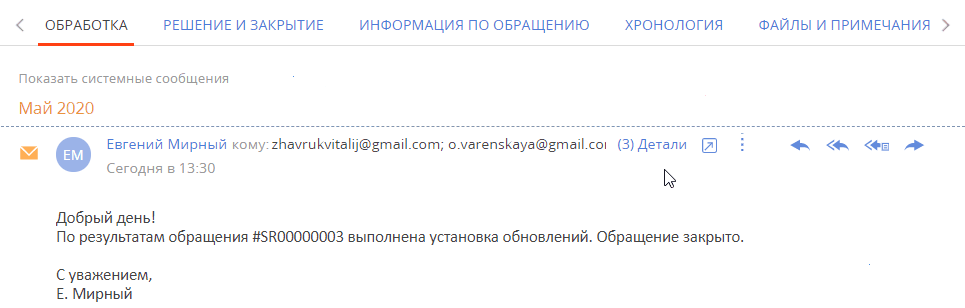 ОБРАБОТКА РЕШЕНИЕ И ЗАКРЫТИЕ ИНФОРМАЦИЯ ПО ОБРАЩЕНИЮ ХРОНОЛОГИЯ ФАЙЛЫ И ПРИМЕЧАНИЯ
Показать системные сообщения
Май 2020
ЕМ Евгений Мирный кому: zhavrukvitalij@gmail.com; o.varenskaya@gmail.co (3) Детали
Сегодня в 13:30
Добрый день!
По результатам обращения #SR00000003 выполнена установка обновлений. Обращение закрыто.
С уважением,
Е. Мирный